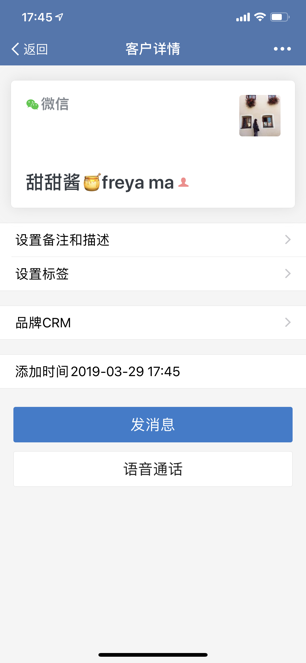 17:45
返回
客户详情
微信
甜甜酱🍯freya ma
设置备注和描述
设置标签
品牌CRM
添加时间 2019-03-29 17:45
发消息
语音通话